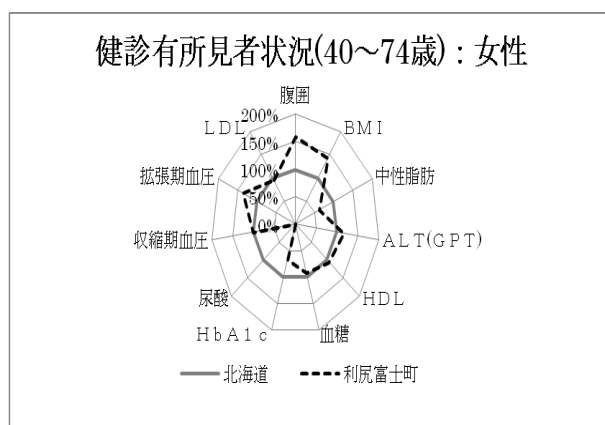 健診有所見者状況(40～74歳)：女性
腹囲
200%
150%
100%
50%
0%
BMI
中性脂肪
ALT(GPT)
HDL
血糖
HbA1c
尿酸
収縮期血圧
拡張期血圧
LDL
北海道
利尻富士町